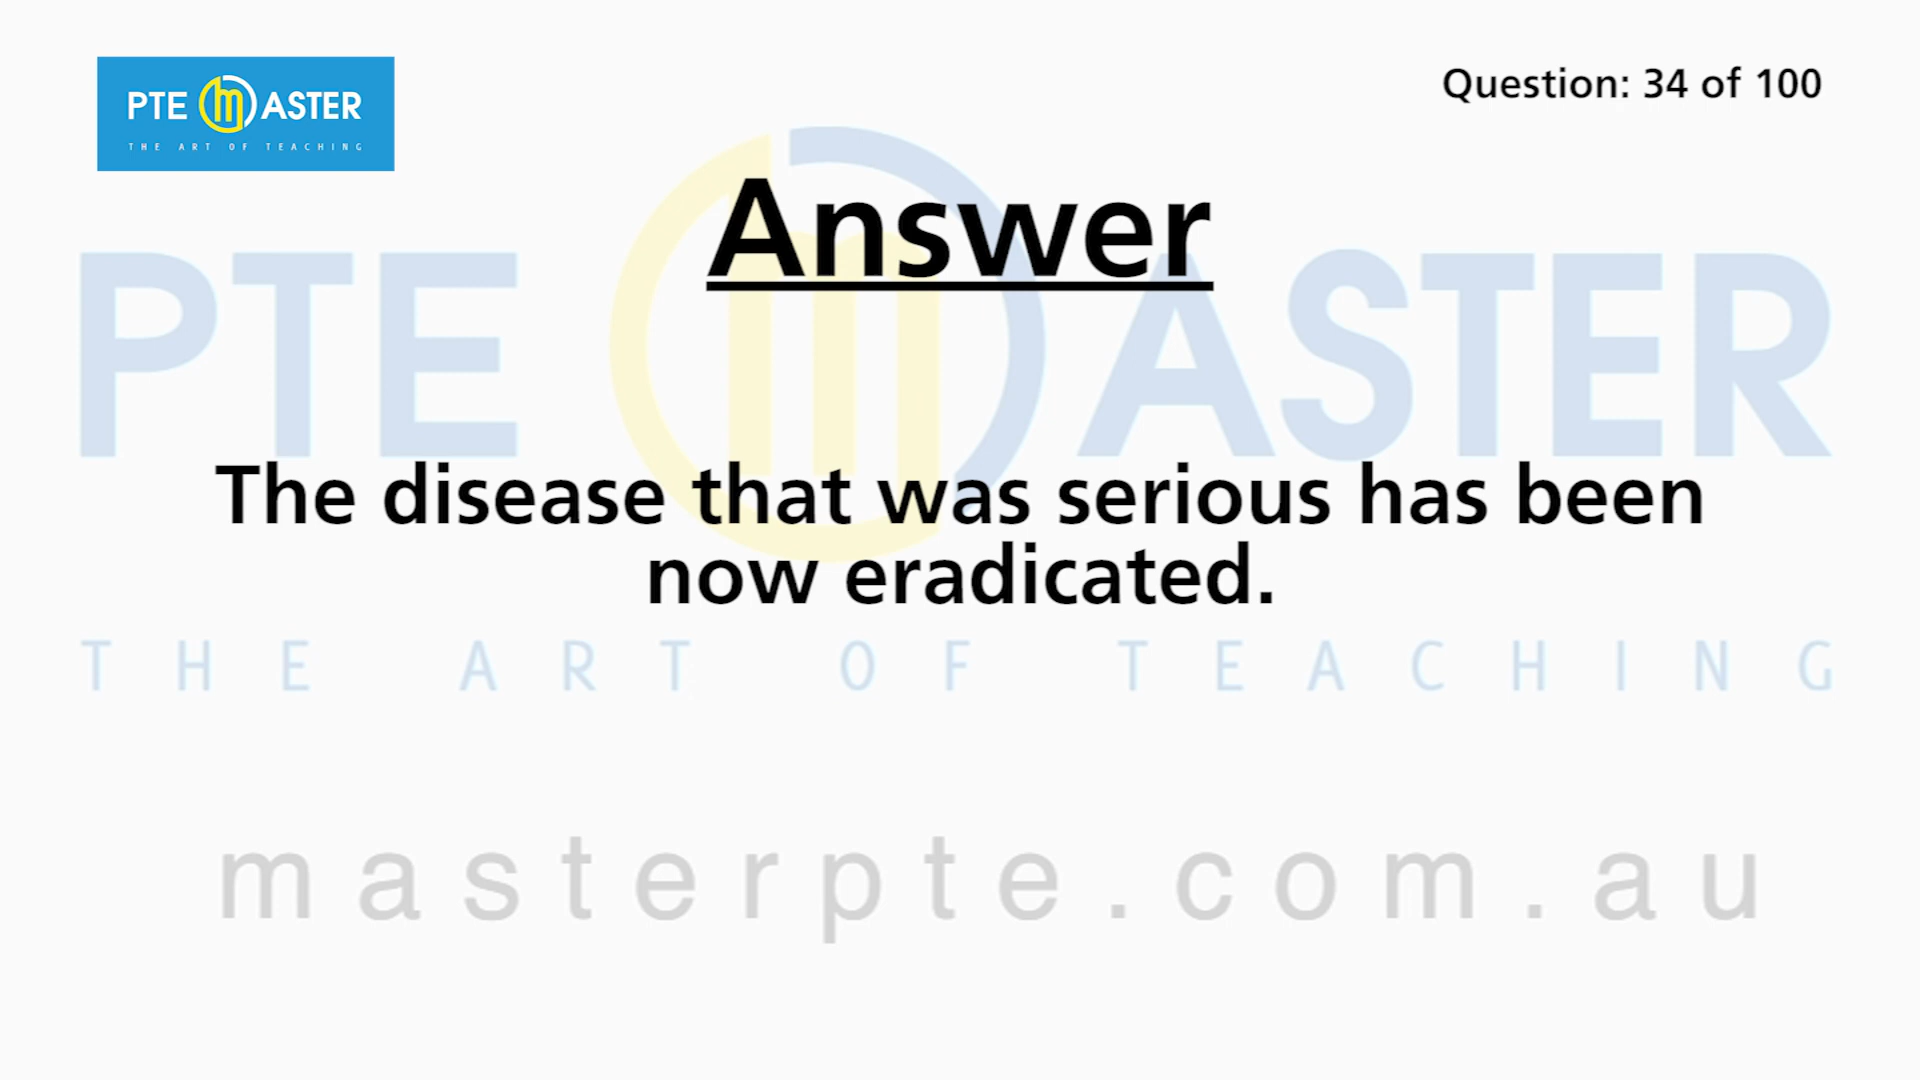 PTE MASTER
THE ART OF TEACHING
Question: 34 of 100
Answer
PTE MASTER
The disease that was serious has been
now eradicated.
THE ART OF TEACHING
masterpte.com.au